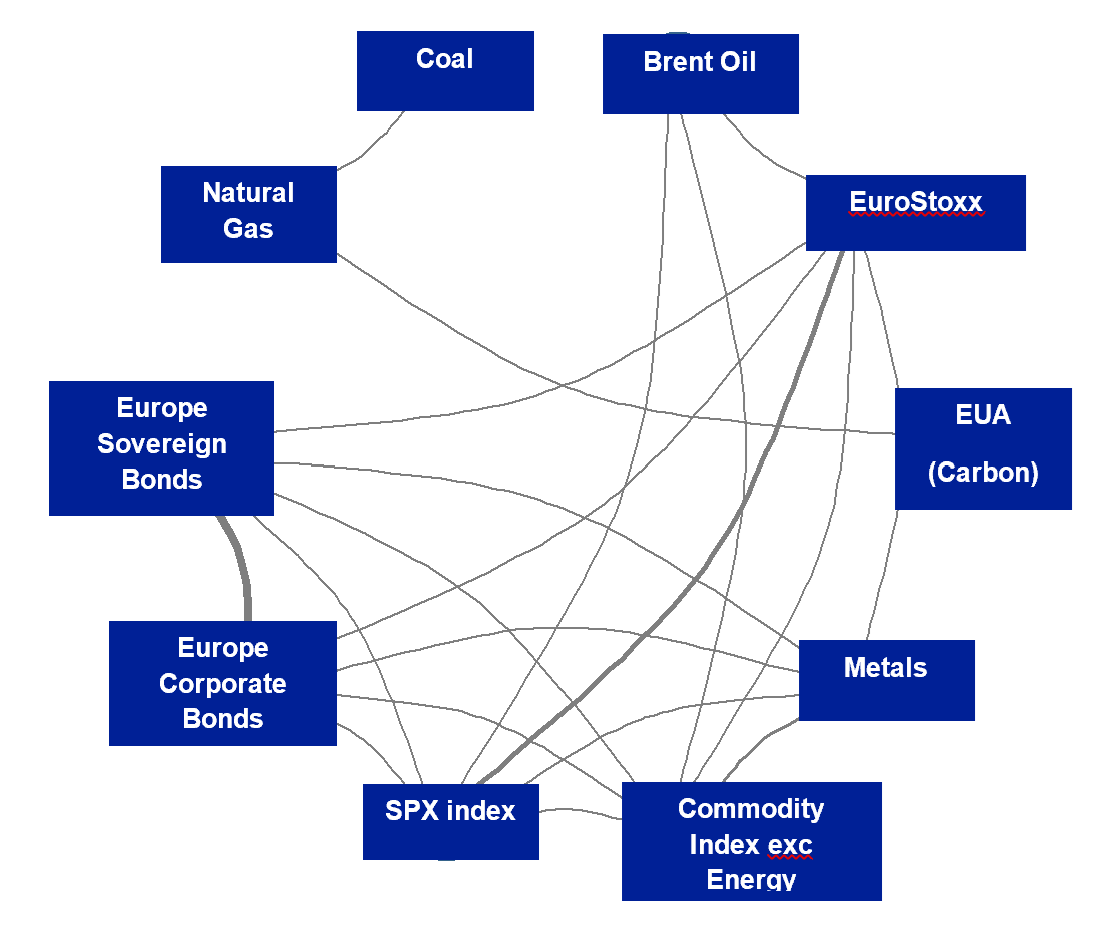 Coal
Brent Oil
Natural
Gas
EuroStoxx
Europe
Sovereign
Bonds
EUA
(Carbon)
Europe
Corporate
Bonds
Metals
SPX index
Commodity
Index exc
Energy